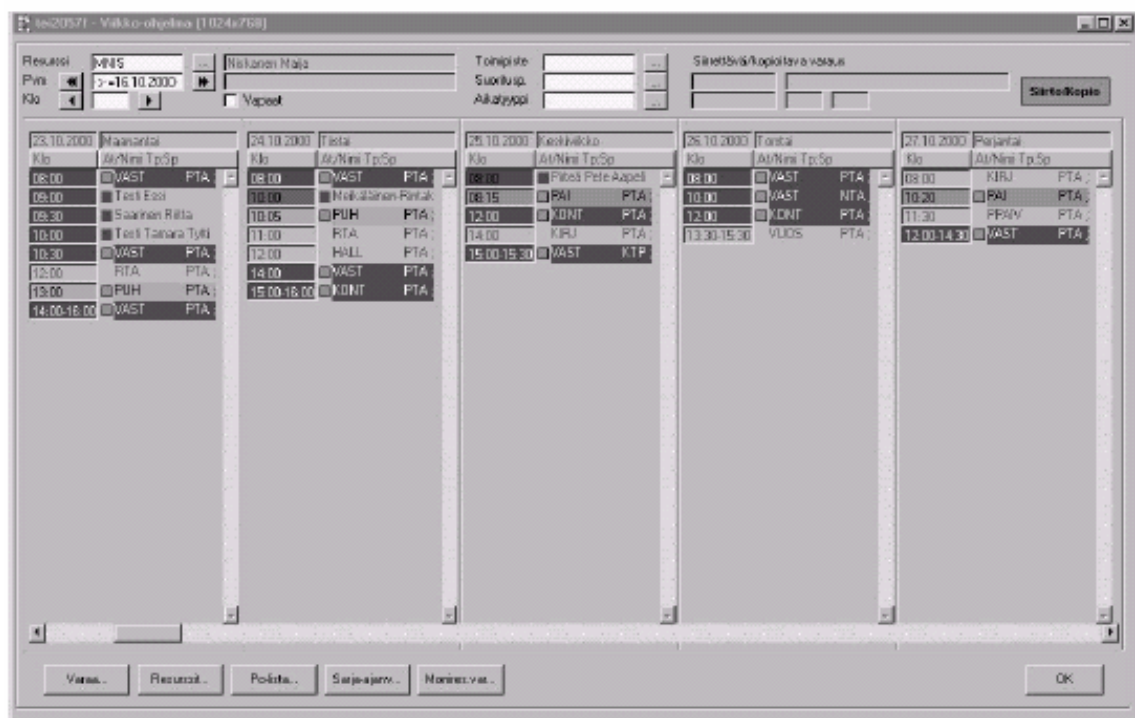 tei2057f - Viikko-ohjelma (1024x768)
Resurssi MNIS ... Niskanen Maija Toimipiste ... Siirrettävä/kopioitava varaus
Pvm >=16.10.2000 Suoritusp. ...
Klo Vapaat Aikatyyppi ... Siirto/Kopio
23.10.2000 Maanantai
Klo At/Nimi Tp:Sp
08:00 VAST PTA ;
09:00 Testi Essi
09:30 Saarinen Riitta
10:00 Testi Tamara Tytti
10:30 VAST PTA ;
12:00 RTA PTA ;
13:00 PUH PTA ;
14:00-16:00 VAST PTA ;
24.10.2000 Tiistai
Klo At/Nimi Tp:Sp
08:00 VAST PTA ;
10:00 Meikäläinen-Rintak
10:05 PUH PTA ;
11:00 RTA PTA ;
12:00 HALL PTA ;
14:00 VAST PTA ;
15:00-16:00 KONT PTA ;
25.10.2000 Keskiviikko
Klo At/Nimi Tp:Sp
08:00 Piiteä Pete Aapeli
08:15 PAI PTA ;
12:00 KONT PTA ;
14:00 KIRJ PTA ;
15:00-15:30 VAST KTP ;
26.10.2000 Torstai
Klo At/Nimi Tp:Sp
08:00 VAST PTA ;
10:00 VAST NTA
12:00 KONT PTA ;
13:30-15:30 VUOS PTA ;
27.10.2000 Perjantai
Klo At/Nimi Tp:Sp
08:00 KIRJ PTA ;
10:20 PAI PTA ;
11:30 PPAIV PTA ;
12:00-14:30 VAST PTA ;
Varaa... Resurssit... Po-lista... Sarja-ajanv... Monires.var... OK